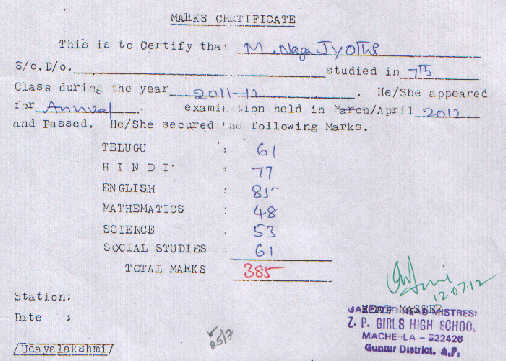 MARKS CERTIFICATE
This is to Certify that M. Naga Jyothi
S/o.D/o. studied in 7th
Class during the year 2011-12. He/She appeared
for Annual examination held in March/April 2012
and Passed. He/She secured the following Marks.
TELUGU : 61
HINDI : 77
ENGLISH : 85
MATHEMATICS : 48
SCIENCE : 53
SOCIAL STUDIES : 61
TOTAL MARKS 385
12/07/12
Station:
Date :
Z. P. GIRLS HIGH SCHOOL
MACHERLA - 522426
Guntur District, A.P.
/Udayalakshmi/